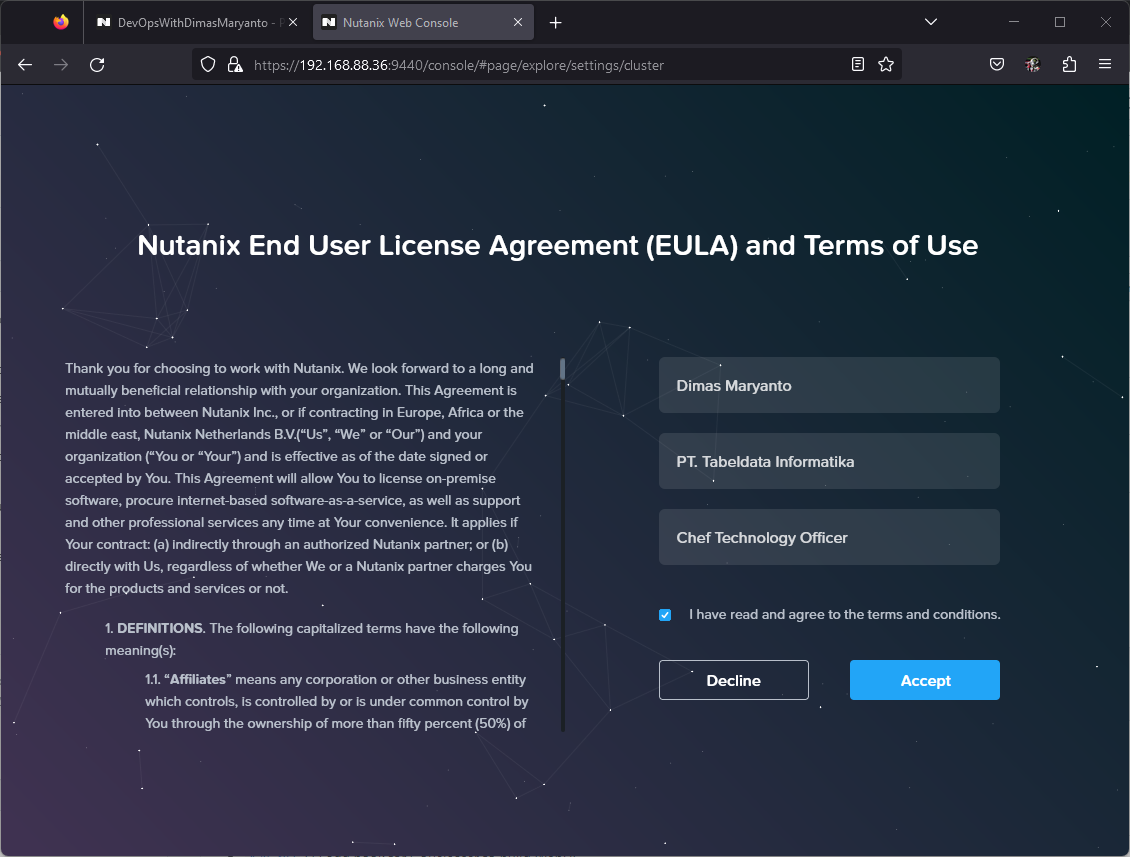 DevOpsWithDimasMaryanto - P
Nutanix Web Console
https://192.168.88.36:9440/console/#page/explore/settings/cluster
Nutanix End User License Agreement (EULA) and Terms of Use
Thank you for choosing to work with Nutanix. We look forward to a long and
mutually beneficial relationship with your organization. This Agreement is
entered into between Nutanix Inc., or if contracting in Europe, Africa or the
middle east, Nutanix Netherlands B.V.(“Us”, “We” or “Our”) and your
organization (“You or “Your”) and is effective as of the date signed or
accepted by You. This Agreement will allow You to license on-premise
software, procure internet-based software-as-a-service, as well as support
and other professional services any time at Your convenience. It applies if
Your contract: (a) indirectly through an authorized Nutanix partner; or (b)
directly with Us, regardless of whether We or a Nutanix partner charges You
for the products and services or not.
1. DEFINITIONS. The following capitalized terms have the following
meaning(s):
1.1. “Affiliates” means any corporation or other business entity
which controls, is controlled by or is under common control by
You through the ownership of more than fifty percent (50%) of
Dimas Maryanto
PT. Tabeldata Informatika
Chef Technology Officer
I have read and agree to the terms and conditions.
Decline
Accept